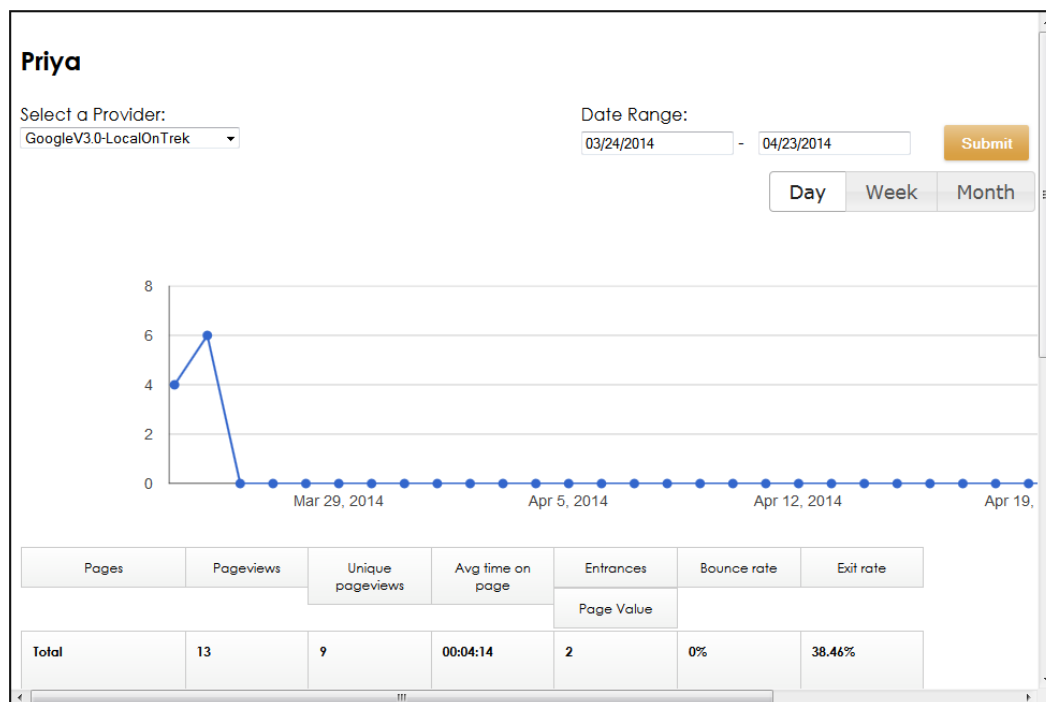 Priya
Select a Provider:
GoogleV3.0-LocalOnTrek
Date Range:
03/24/2014 - 04/23/2014
Submit
Day Week Month
8
6
4
2
0
Mar 29, 2014 Apr 5, 2014 Apr 12, 2014 Apr 19,
Pages Pageviews Unique pageviews Avg time on page Entrances Bounce rate Exit rate
Page Value
Total 13 9 00:04:14 2 0% 38.46%